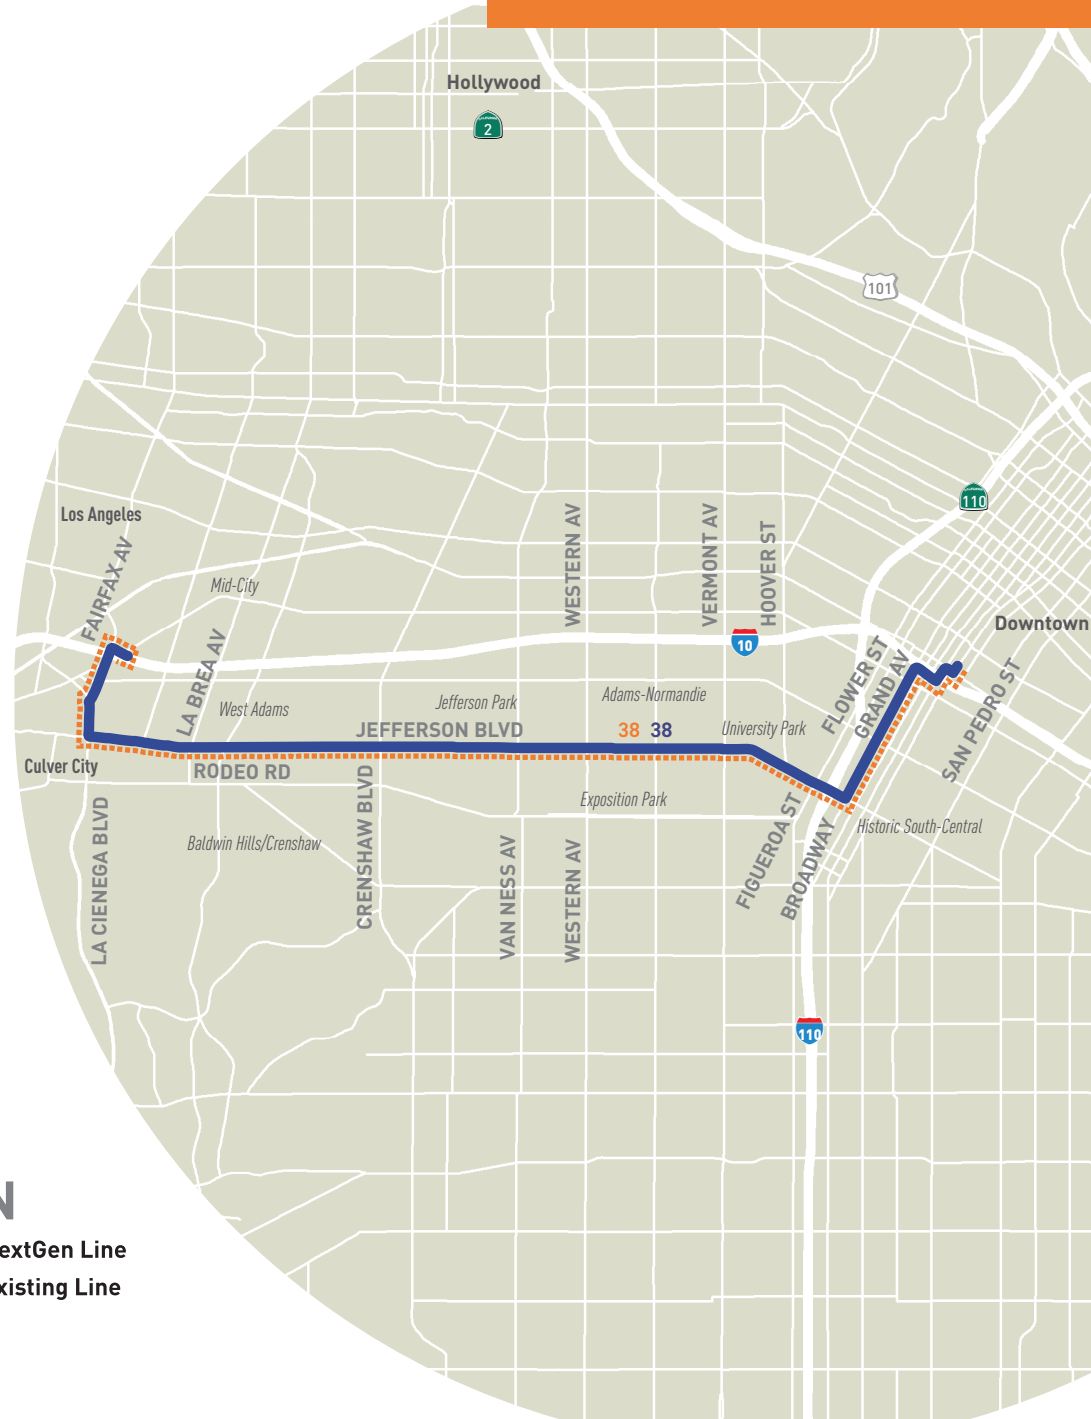 Hollywood
2
101
110
Los Angeles
FAIRFAX AV
Mid-City
WESTERN AV
VERMONT AV
HOOVER ST
10
Downtown
LA BREA AV
West Adams
Jefferson Park
Adams-Normandie
JEFFERSON BLVD
38 38
University Park
FLOWER ST
GRAND AV
SAN PEDRO ST
Culver City
RODEO RD
LA CIENEGA BLVD
CRENSHAW BLVD
Exposition Park
Baldwin Hills/Crenshaw
VAN NESS AV
WESTERN AV
FIGUEROA ST
BROADWAY
Historic South-Central
110
N
extGen Line
xisting Line